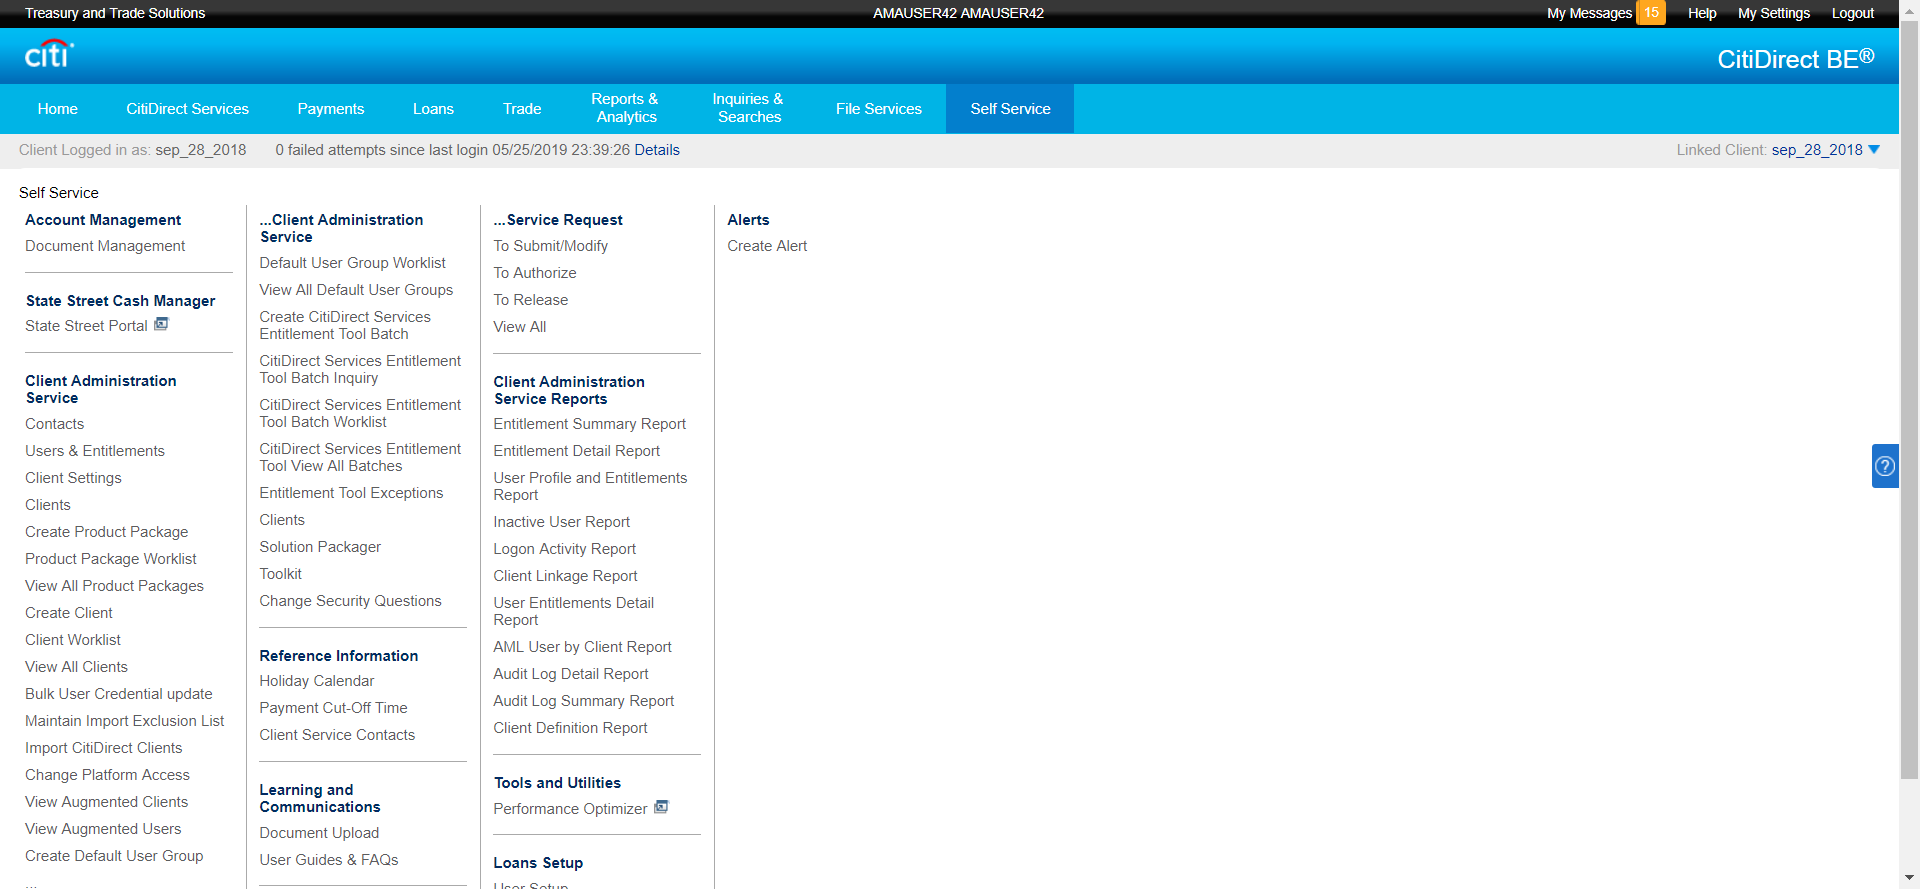 Treasury and Trade Solutions
AMAUSER42 AMAUSER42
My Messages 15 Help My Settings Logout
citi
CitiDirect BE®
Home CitiDirect Services Payments Loans Trade Reports & Analytics Inquiries & Searches File Services Self Service
Client Logged in as: sep_28_2018 0 failed attempts since last login 05/25/2019 23:39:26 Details
Linked Client: sep_28_2018
Self Service
Account Management
Document Management
State Street Cash Manager
State Street Portal
Client Administration
Service
Contacts
Users & Entitlements
Client Settings
Clients
Create Product Package
Product Package Worklist
View All Product Packages
Create Client
Client Worklist
View All Clients
Bulk User Credential update
Maintain Import Exclusion List
Import CitiDirect Clients
Change Platform Access
View Augmented Clients
View Augmented Users
Create Default User Group
...
...Client Administration
Service
Default User Group Worklist
View All Default User Groups
Create CitiDirect Services
Entitlement Tool Batch
CitiDirect Services Entitlement
Tool Batch Inquiry
CitiDirect Services Entitlement
Tool Batch Worklist
CitiDirect Services Entitlement
Tool View All Batches
Entitlement Tool Exceptions
Clients
Solution Packager
Toolkit
Change Security Questions
Reference Information
Holiday Calendar
Payment Cut-Off Time
Client Service Contacts
Learning and
Communications
Document Upload
User Guides & FAQs
...Service Request
To Submit/Modify
To Authorize
To Release
View All
Client Administration
Service Reports
Entitlement Summary Report
Entitlement Detail Report
User Profile and Entitlements
Report
Inactive User Report
Logon Activity Report
Client Linkage Report
User Entitlements Detail
Report
AML User by Client Report
Audit Log Detail Report
Audit Log Summary Report
Client Definition Report
Tools and Utilities
Performance Optimizer
Loans Setup
User Setup
Alerts
Create Alert
?